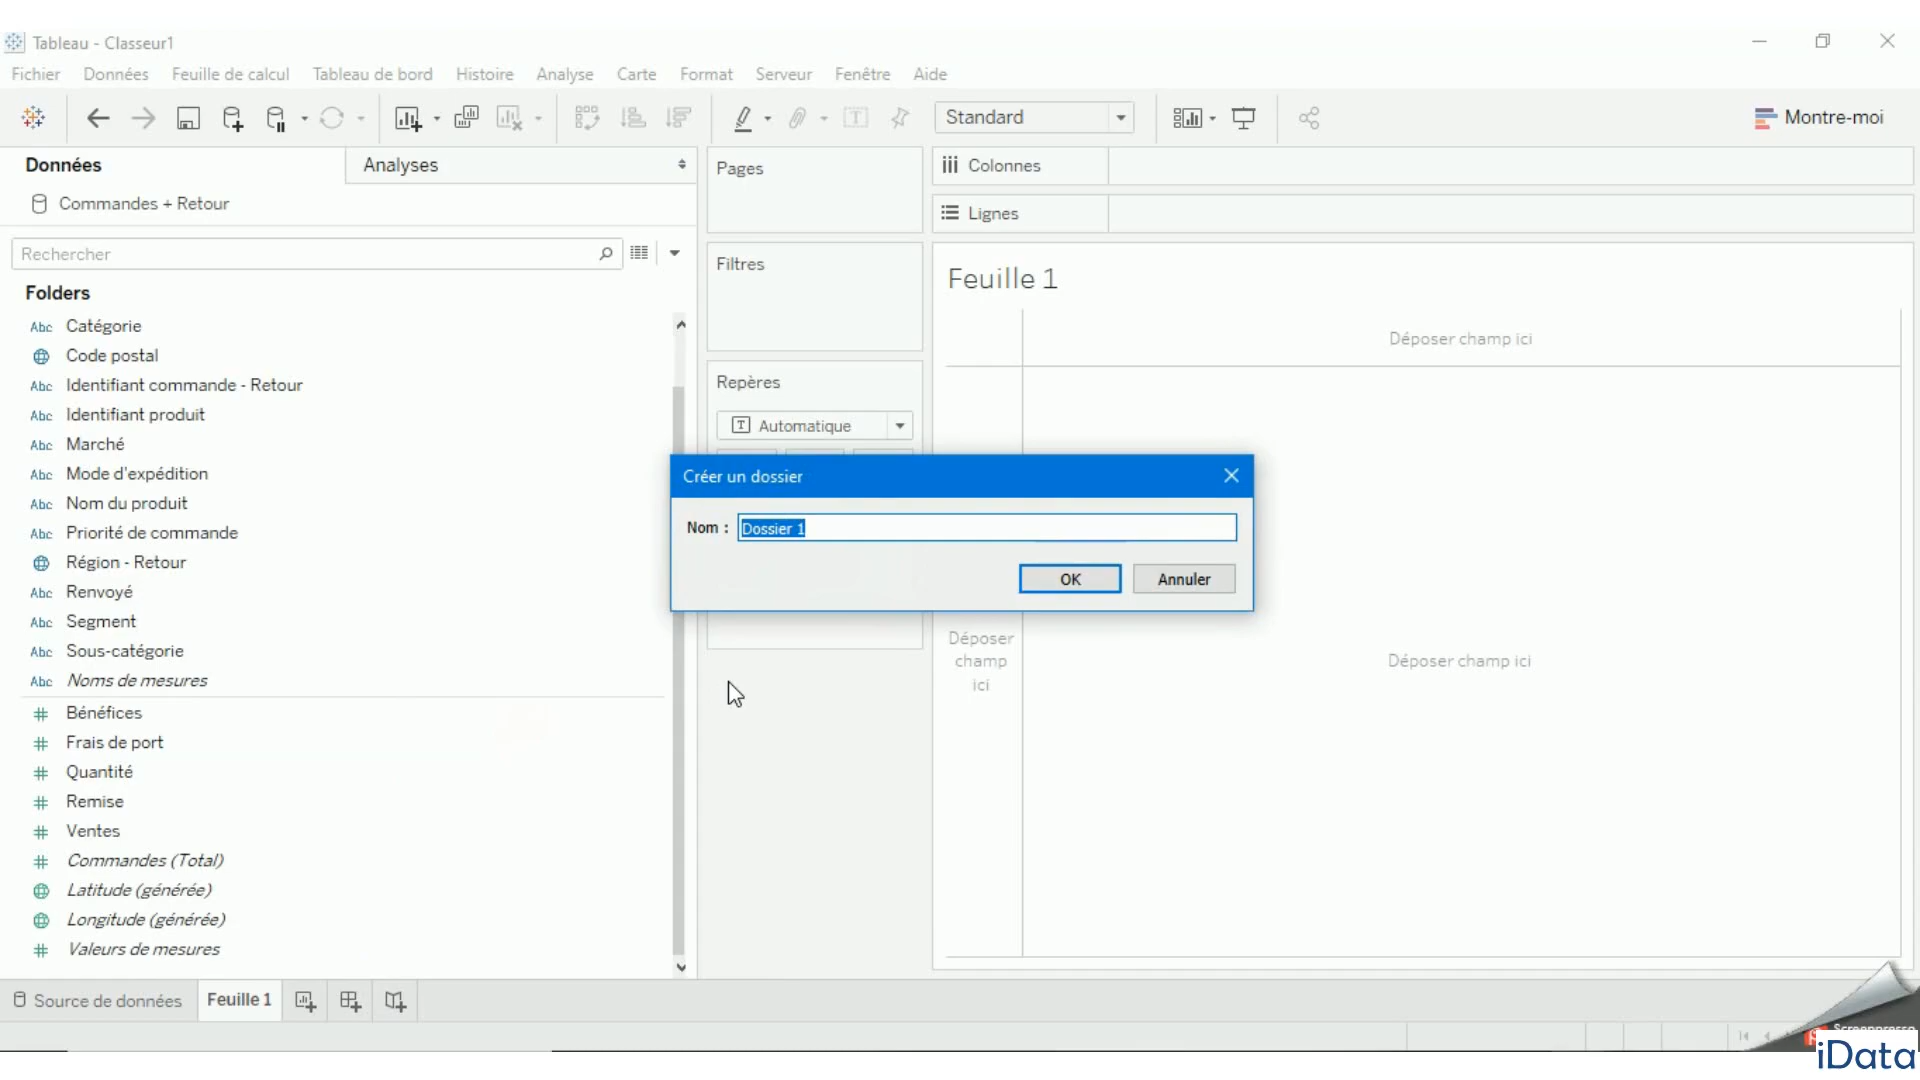 Tableau - Classeur1
Fichier Données Feuille de calcul Tableau de bord Histoire Analyse Carte Format Serveur Fenêtre Aide
Standard
Montre-moi
Données
Analyses
Commandes + Retour
Rechercher
Folders
Abc Catégorie
Code postal
Abc Identifiant commande - Retour
Abc Identifiant produit
Abc Marché
Abc Mode d'expédition
Abc Nom du produit
Abc Priorité de commande
Région - Retour
Abc Renvoyé
Abc Segment
Abc Sous-catégorie
Abc Noms de mesures
# Bénéfices
# Frais de port
# Quantité
# Remise
# Ventes
# Commandes (Total)
Latitude (générée)
Longitude (générée)
# Valeurs de mesures
Pages
Filtres
Repères
T Automatique
Colonnes
Lignes
Feuille 1
Déposer champ ici
Déposer
champ
ici
Déposer champ ici
Créer un dossier
Nom : Dossier 1
OK Annuler
Source de données Feuille 1
Screenpresso
iData